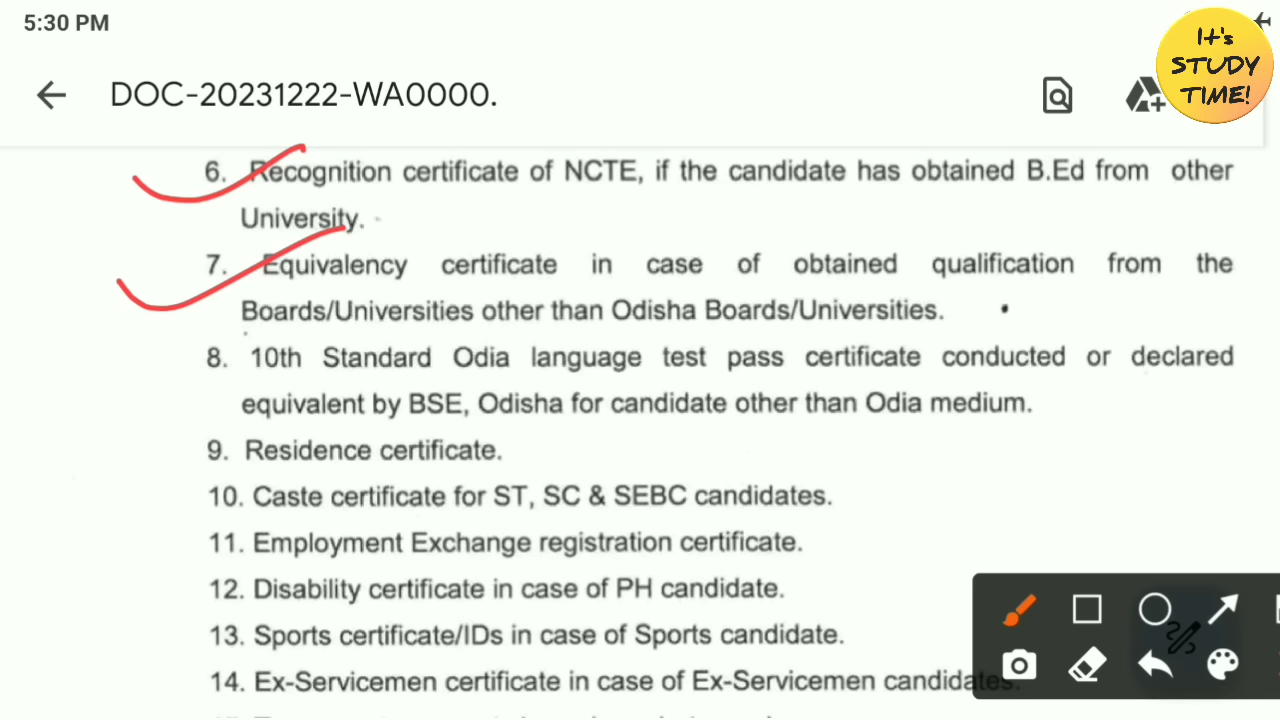 5:30 PM
It's
STUDY
TIME!
DOC-20231222-WA0000.
6. Recognition certificate of NCTE, if the candidate has obtained B.Ed from other
University.
7. Equivalency certificate in case of obtained qualification from the
Boards/Universities other than Odisha Boards/Universities.
8. 10th Standard Odia language test pass certificate conducted or declared
equivalent by BSE, Odisha for candidate other than Odia medium.
9. Residence certificate.
10. Caste certificate for ST, SC & SEBC candidates.
11. Employment Exchange registration certificate.
12. Disability certificate in case of PH candidate.
13. Sports certificate/IDs in case of Sports candidate.
14. Ex-Servicemen certificate in case of Ex-Servicemen candidates.